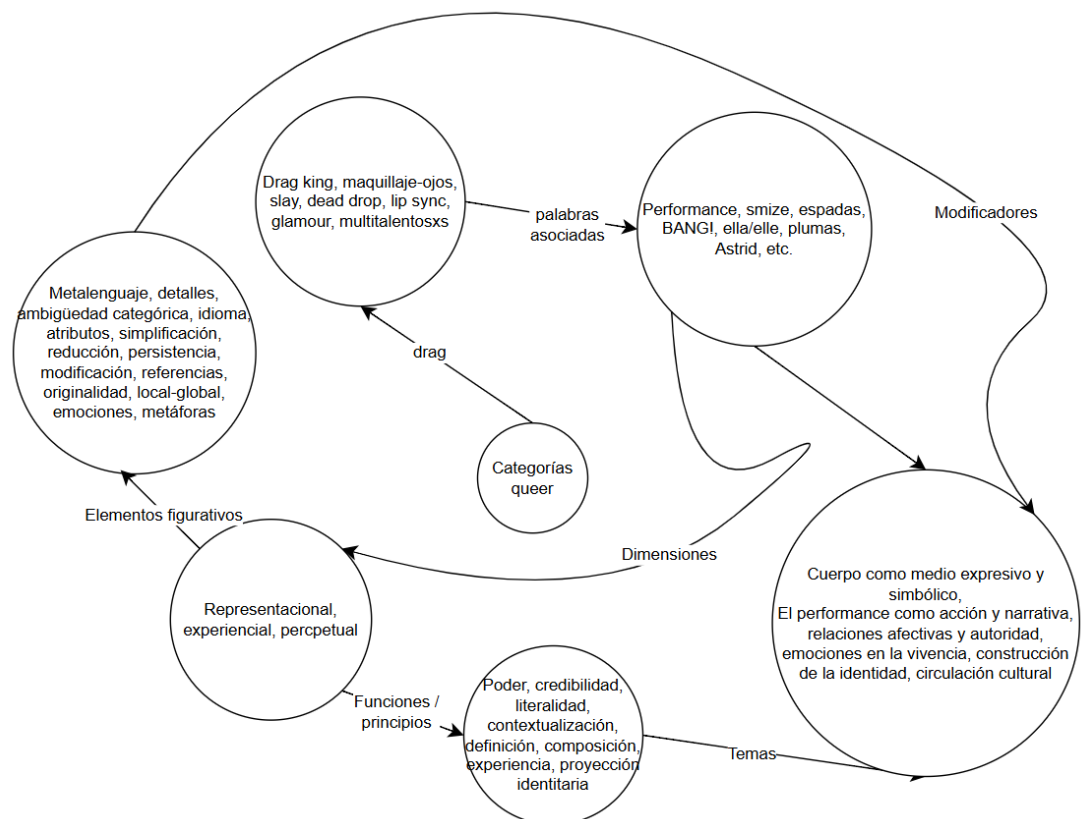 Drag king, maquillaje-ojos,
slay, dead drop, lip sync,
glamour, multitalentosxs
palabras
asociadas
Performance, smize, espadas,
BANG!, ella/elle, plumas,
Astrid, etc.
Modificadores
Metalenguaje, detalles,
ambigüedad categórica, idioma,
atributos, simplificación,
reducción, persistencia,
modificación, referencias,
originalidad, local-global,
emociones, metáforas
drag
Categorías
queer
Elementos figurativos
Dimensiones
Representacional,
experiencial, percpetual
Cuerpo como medio expresivo y
simbólico,
El performance como acción y narrativa,
relaciones afectivas y autoridad,
emociones en la vivencia, construcción
de la identidad, circulación cultural
Funciones /
principios
Poder, credibilidad,
literalidad,
contextualización,
definición, composición,
experiencia, proyección
identitaria
Temas